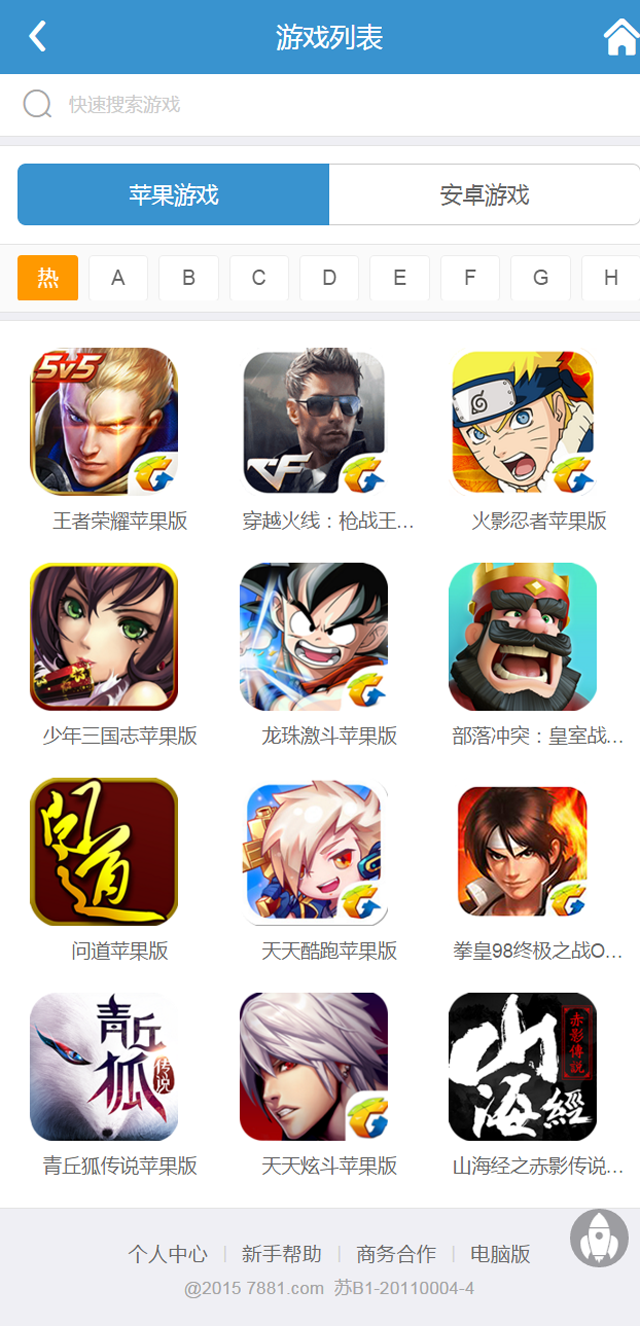 游戏列表
快速搜索游戏
苹果游戏 安卓游戏
热 A B C D E F G H
5v5
CF
王者荣耀苹果版 穿越火线：枪战王... 火影忍者苹果版
少年三国志苹果版 龙珠激斗苹果版 部落冲突：皇室战...
问道
问道苹果版 天天酷跑苹果版 拳皇98终极之战O...
青丘狐传说 山海經 赤影傳說
青丘狐传说苹果版 天天炫斗苹果版 山海经之赤影传说...
个人中心 | 新手帮助 | 商务合作 | 电脑版
@2015 7881.com 苏B1-20110004-4